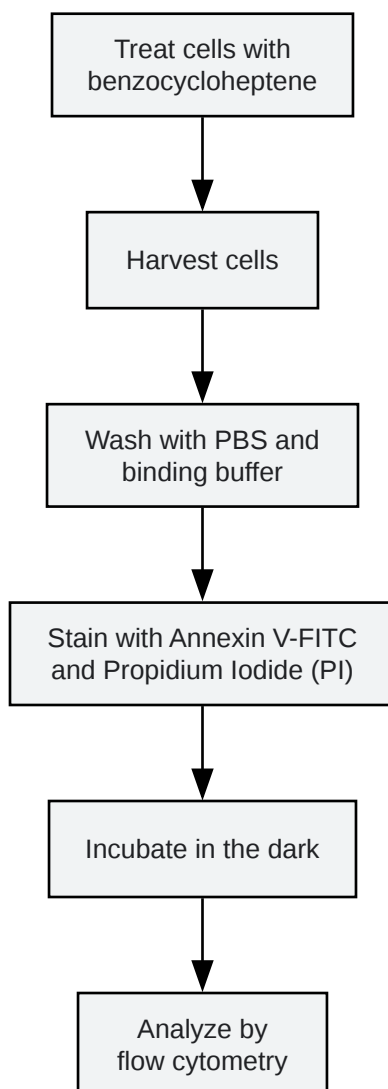 Treat cells with
benzocycloheptene
Harvest cells
Wash with PBS and
binding buffer
Stain with Annexin V-FITC
and Propidium Iodide (PI)
Incubate in the dark
Analyze by
flow cytometry